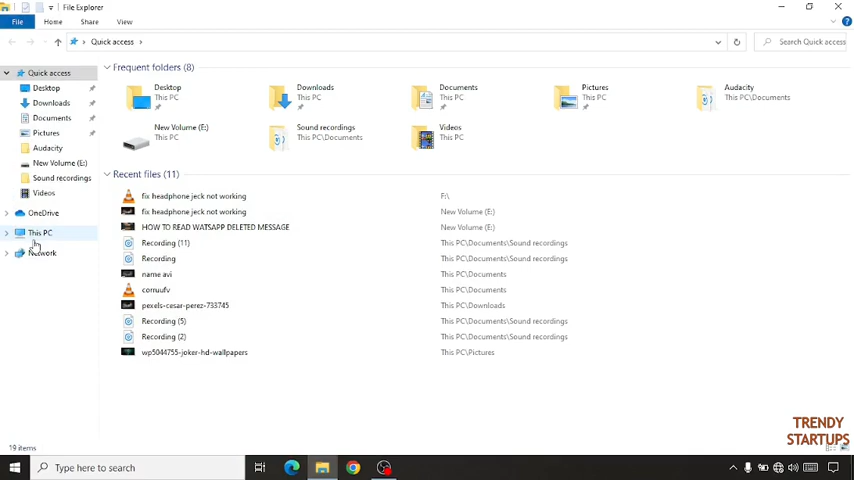 File Explorer
File Home Share View
Quick access
Search Quick access
Quick access
Desktop
Downloads
Documents
Pictures
Audacity
New Volume (E:)
Sound recordings
Videos
OneDrive
This PC
Network
Frequent folders (8)
Desktop
This PC
Downloads
This PC
Documents
This PC
Pictures
This PC
Audacity
This PC\Documents
New Volume (E:)
This PC
Sound recordings
This PC\Documents
Videos
This PC
Recent files (11)
fix headphone jeck not working F:\
fix headphone jeck not working New Volume (E:)
HOW TO READ WATSAPP DELETED MESSAGE New Volume (E:)
Recording (11) This PC\Documents\Sound recordings
Recording This PC\Documents\Sound recordings
name avi This PC\Documents
This PC\Documents
pexels-cesar-perez-733745 This PC\Downloads
Recording (5) This PC\Documents\Sound recordings
Recording (2) This PC\Documents\Sound recordings
wp5044755-joker-hd-wallpapers This PC\Pictures
TRENDY
STARTUPS
19 items
Type here to search